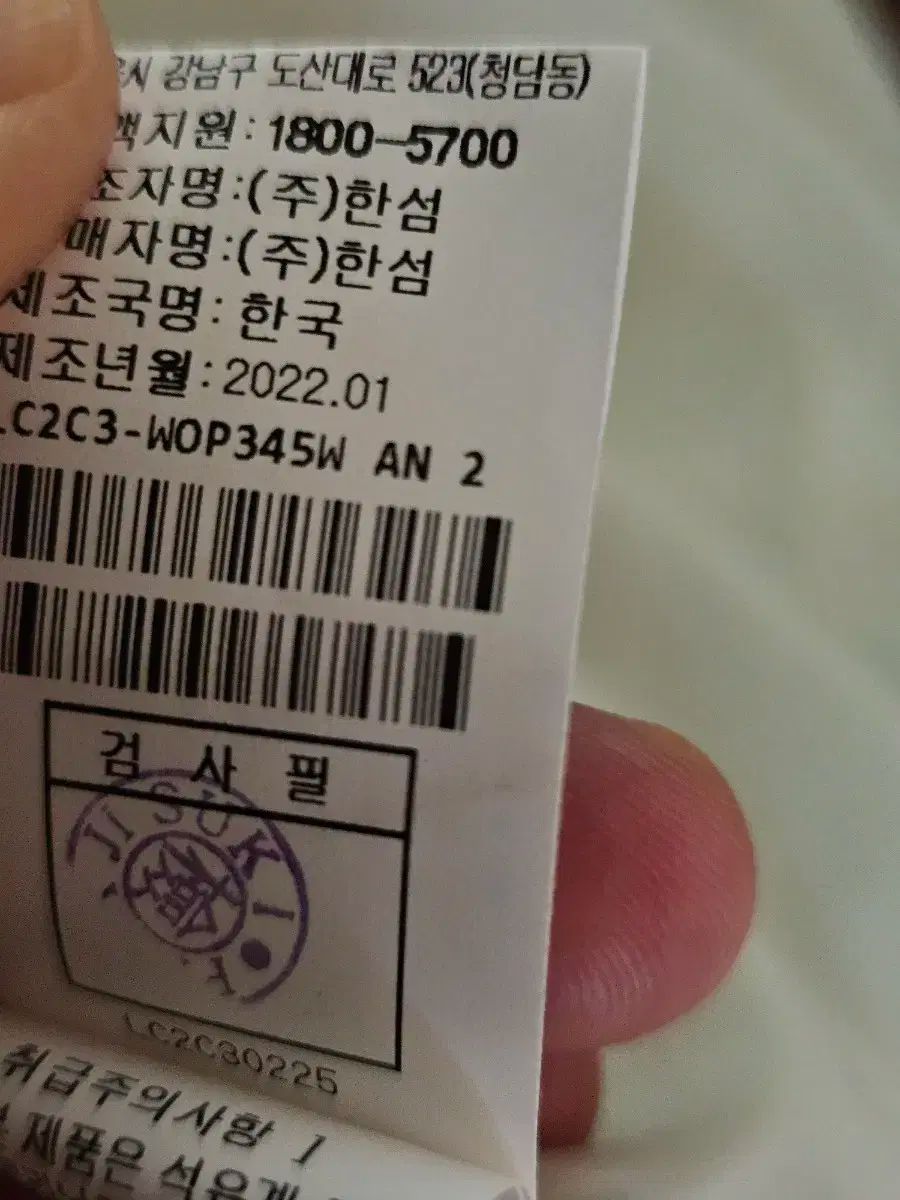 강남구 도산대로 523(청담동)
지원:1800-5700
조자명:(주)한섬
매자명:(주)한섬
제조국명:한국
제조년월:2022.01
LC2C3-WOP345W AN 2
검사필
JI SUK
LC2C30225
취급주의사항 1
제품은